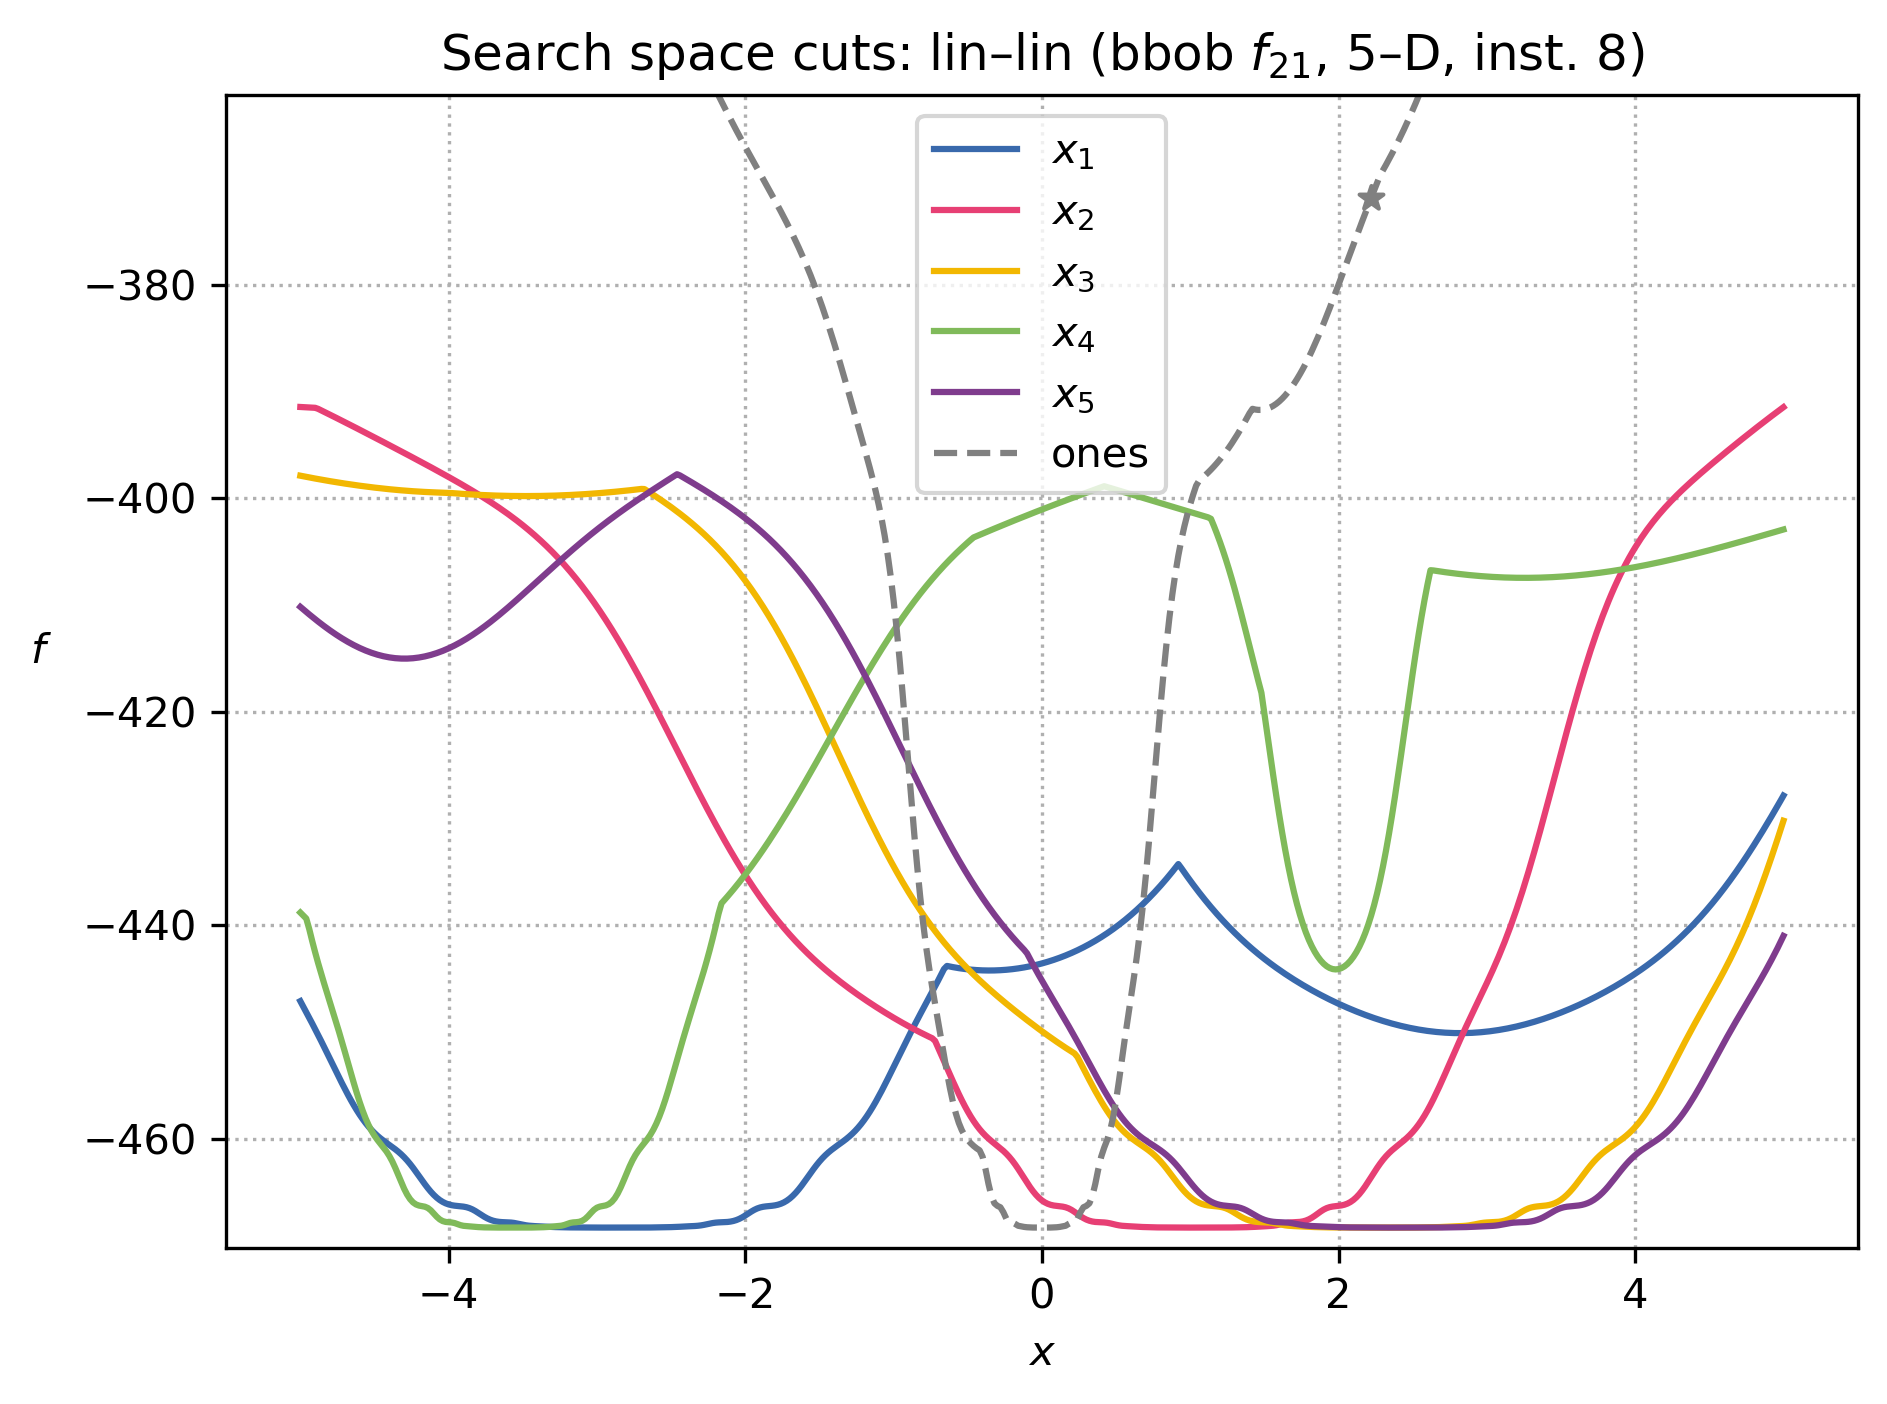 Search space cuts: lin–lin (bbob f₂₁, 5–D, inst. 8)
x₁
x₂
x₃
x₄
x₅
ones
−380
−400
−420
−440
−460
f
−4 −2 0 2 4
x